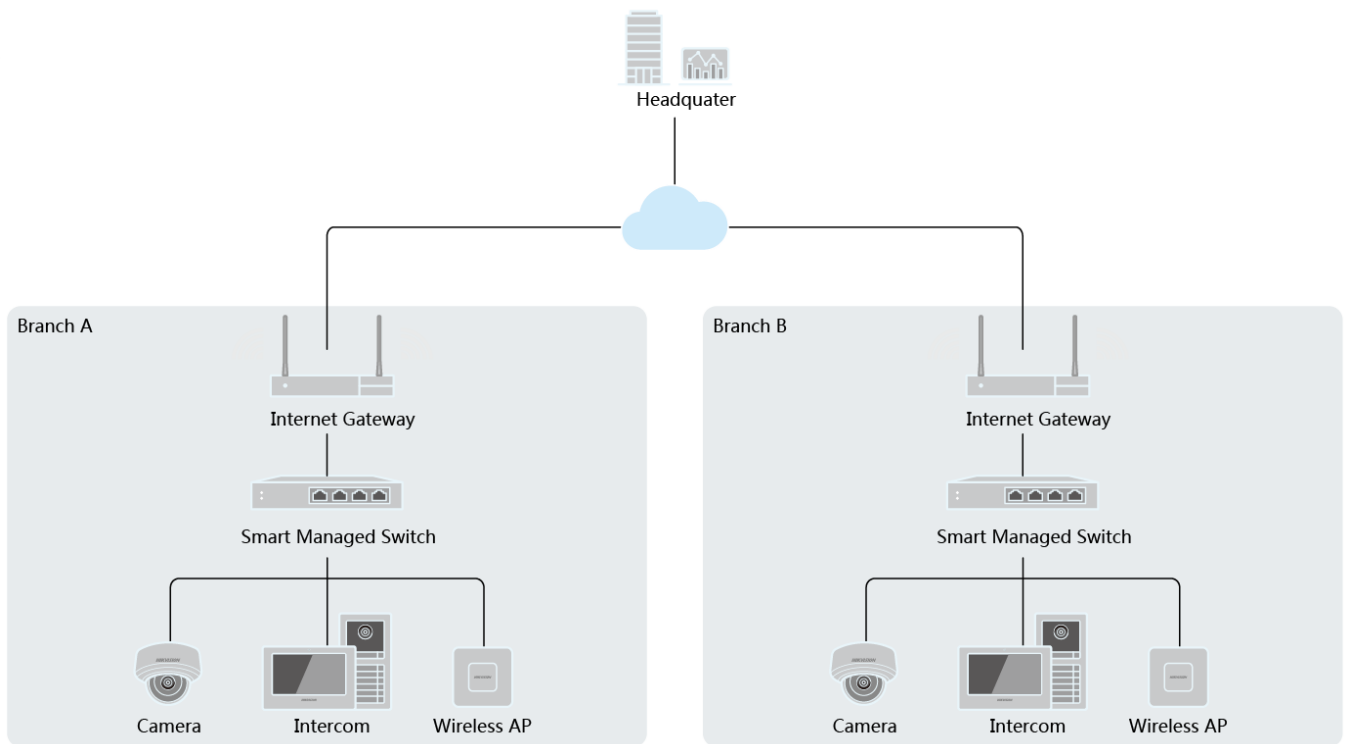 Headquater
Branch A
Branch B
Internet Gateway
Internet Gateway
Smart Managed Switch
Smart Managed Switch
Camera
Intercom
Wireless AP
Camera
Intercom
Wireless AP